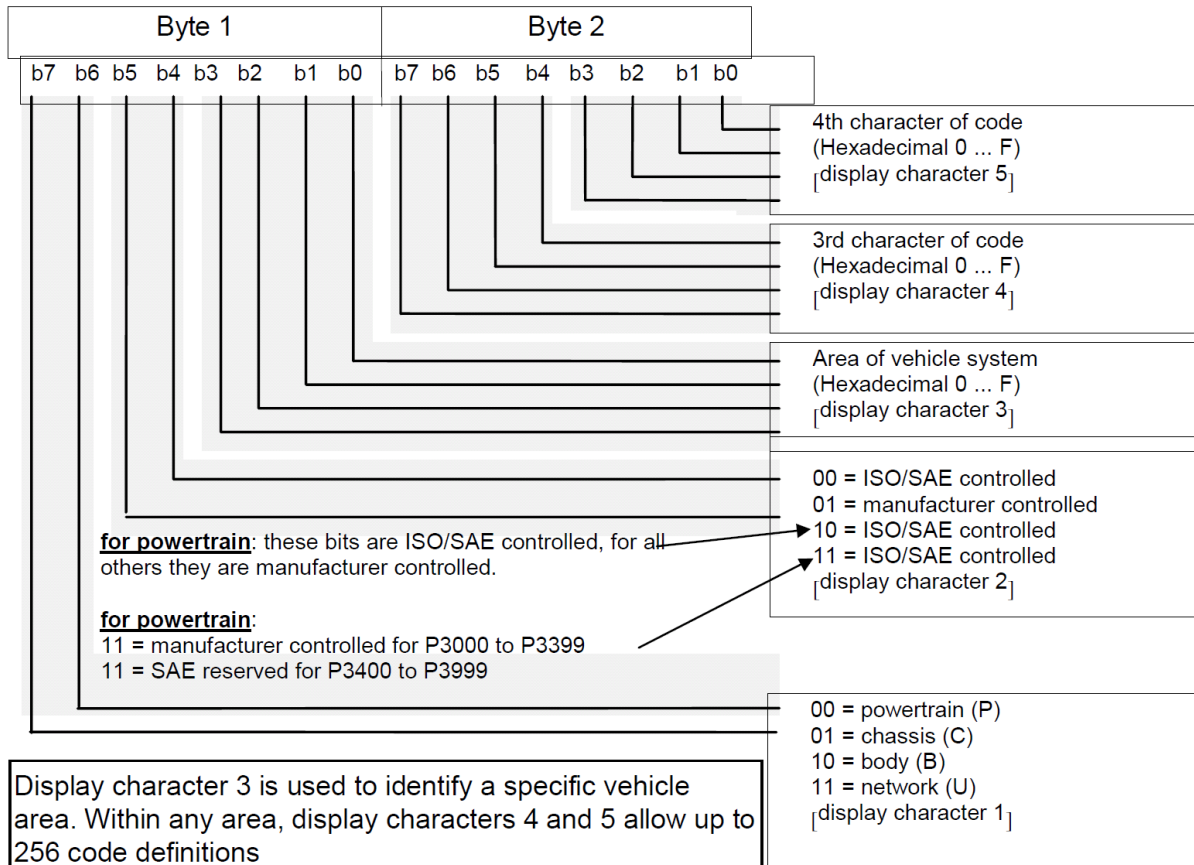 Byte 1 Byte 2
b7 b6 b5 b4 b3 b2 b1 b0 b7 b6 b5 b4 b3 b2 b1 b0
4th character of code
(Hexadecimal 0 ... F)
[display character 5]
3rd character of code
(Hexadecimal 0 ... F)
[display character 4]
Area of vehicle system
(Hexadecimal 0 ... F)
[display character 3]
00 = ISO/SAE controlled
01 = manufacturer controlled
10 = ISO/SAE controlled
11 = ISO/SAE controlled
[display character 2]
for powertrain: these bits are ISO/SAE controlled, for all
others they are manufacturer controlled.
for powertrain:
11 = manufacturer controlled for P3000 to P3399
11 = SAE reserved for P3400 to P3999
00 = powertrain (P)
01 = chassis (C)
10 = body (B)
11 = network (U)
[display character 1]
Display character 3 is used to identify a specific vehicle
area. Within any area, display characters 4 and 5 allow up to
256 code definitions